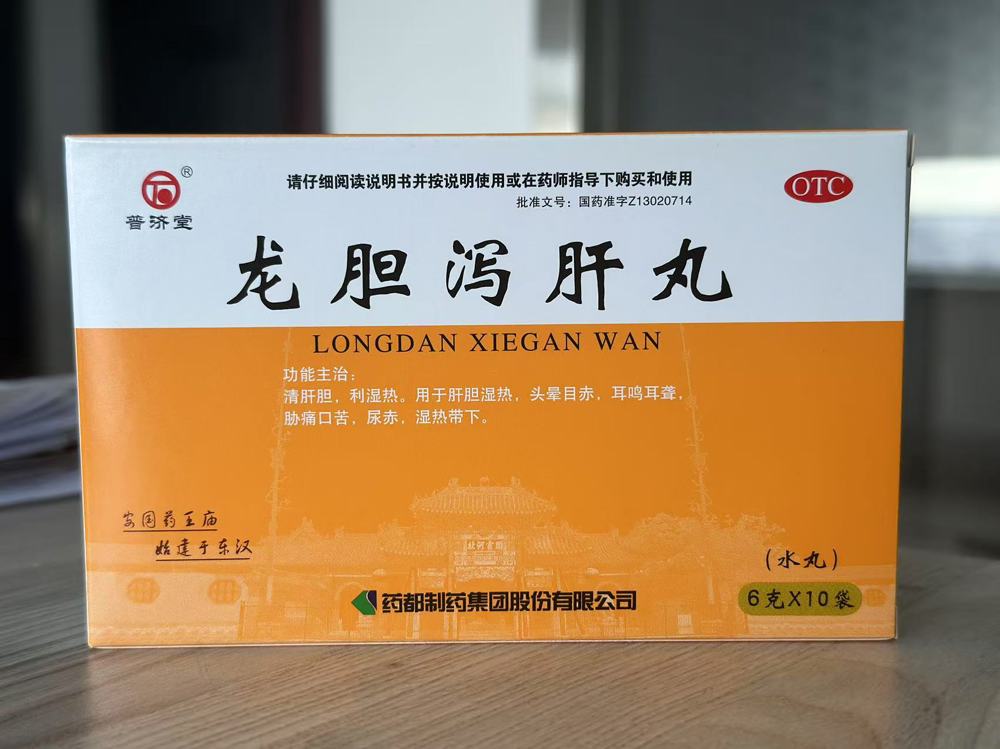 普济堂®
请仔细阅读说明书并按说明使用或在药师指导下购买和使用
批准文号：国药准字Z13020714
OTC
龙胆泻肝丸
LONGDAN XIEGAN WAN
功能主治：
清肝胆，利湿热。用于肝胆湿热，头晕目赤，耳鸣耳聋，
胁痛口苦，尿赤，湿热带下。
安国药王庙
始建于东汉
药都制药集团股份有限公司
（水丸）
6克X10袋